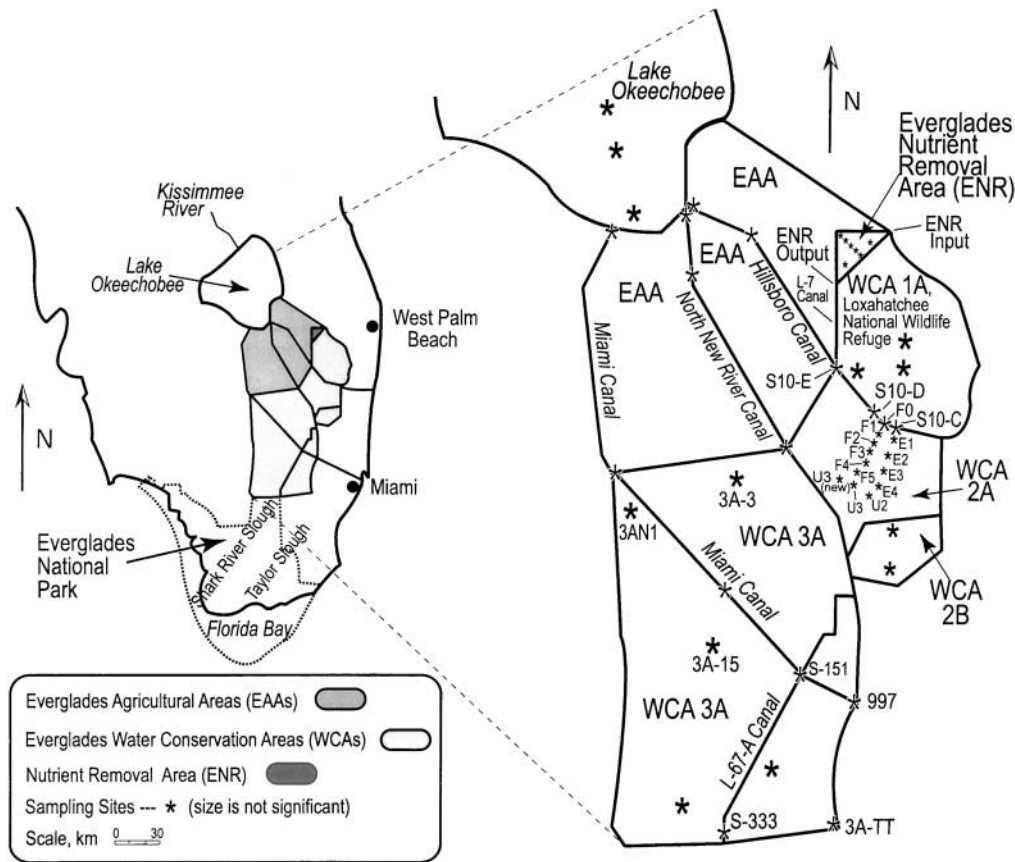 Kissimmee
River
Lake
Okeechobee
West Palm
Beach
N
Miami
Everglades
National
Park
Shark River Slough
Taylor Slough
Florida Bay
Everglades Agricultural Areas (EAAs)
Everglades Water Conservation Areas (WCAs)
Nutrient Removal Area (ENR)
Sampling Sites --- * (size is not significant)
Scale, km 0 30
Lake
Okeechobee
N
Everglades
Nutrient
Removal
Area (ENR)
EAA
ENR
Input
ENR
Output
L-7
Canal
EAA
EAA
Hillsboro Canal
North New River Canal
Miami Canal
WCA 1A,
Loxahatchee
National Wildlife
Refuge
S10-E
S10-D
F0
S10-C
F1
F2
E1
F3
E2
F4
F5
E3
U3
(new)
E4
U3
U2
WCA
2A
WCA
2B
3A-3
3AN1
WCA 3A
Miami Canal
3A-15
S-151
WCA 3A
997
L-67-A Canal
S-333
3A-TT